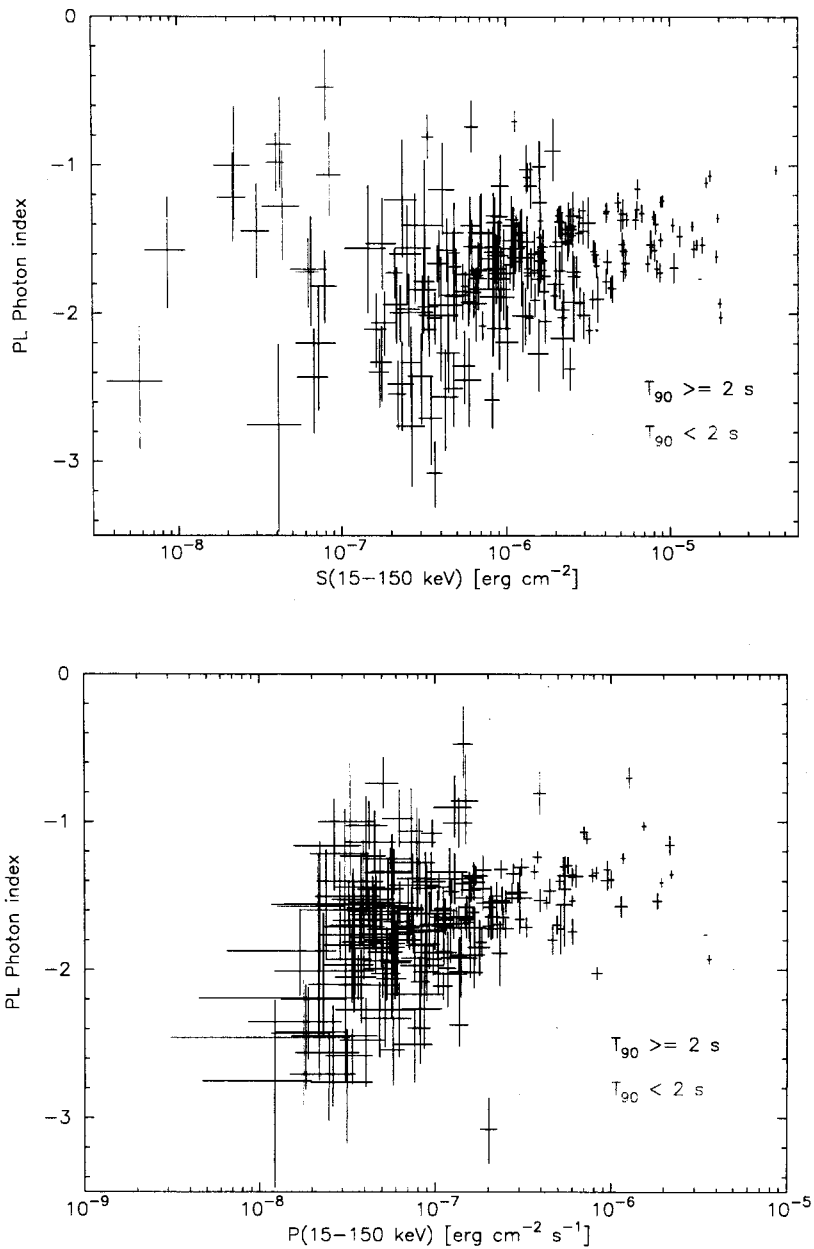 0
−1
−2
−3
PL Photon index
T90 >= 2 s
T90 < 2 s
10−8
10−7
10−6
10−5
S(15−150 keV) [erg cm−2]
0
−1
−2
−3
PL Photon index
T90 >= 2 s
T90 < 2 s
10−9
10−8
10−7
10−6
10−5
P(15−150 keV) [erg cm−2 s−1]